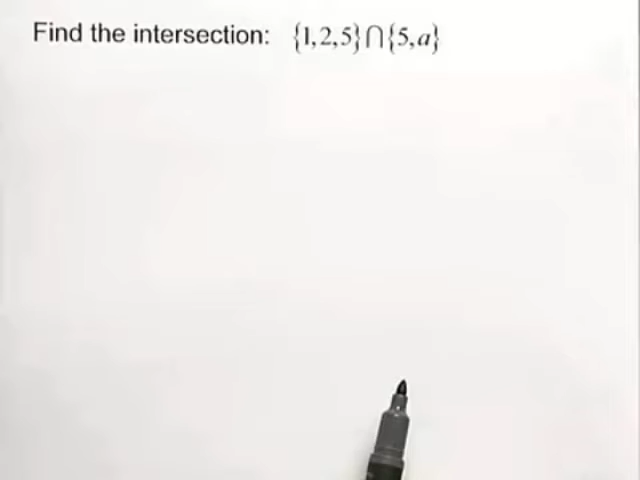 Find the intersection: {1,2,5}⋂{5,a}